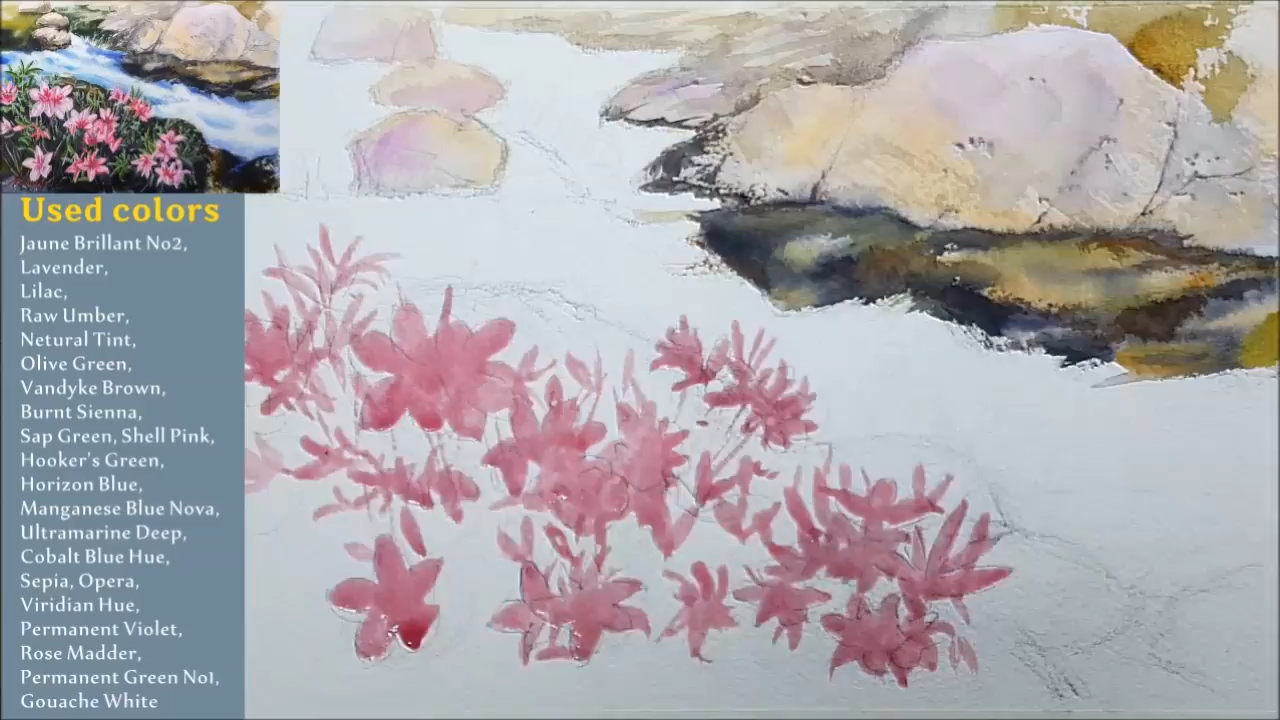 Used colors
Jaune Brillant No2,
Lavender,
Lilac,
Raw Umber,
Netural Tint,
Olive Green,
Vandyke Brown,
Burnt Sienna,
Sap Green, Shell Pink,
Hooker's Green,
Horizon Blue,
Manganese Blue Nova,
Ultramarine Deep,
Cobalt Blue Hue,
Sepia, Opera,
Viridian Hue,
Permanent Violet,
Rose Madder,
Permanent Green No1,
Gouache White